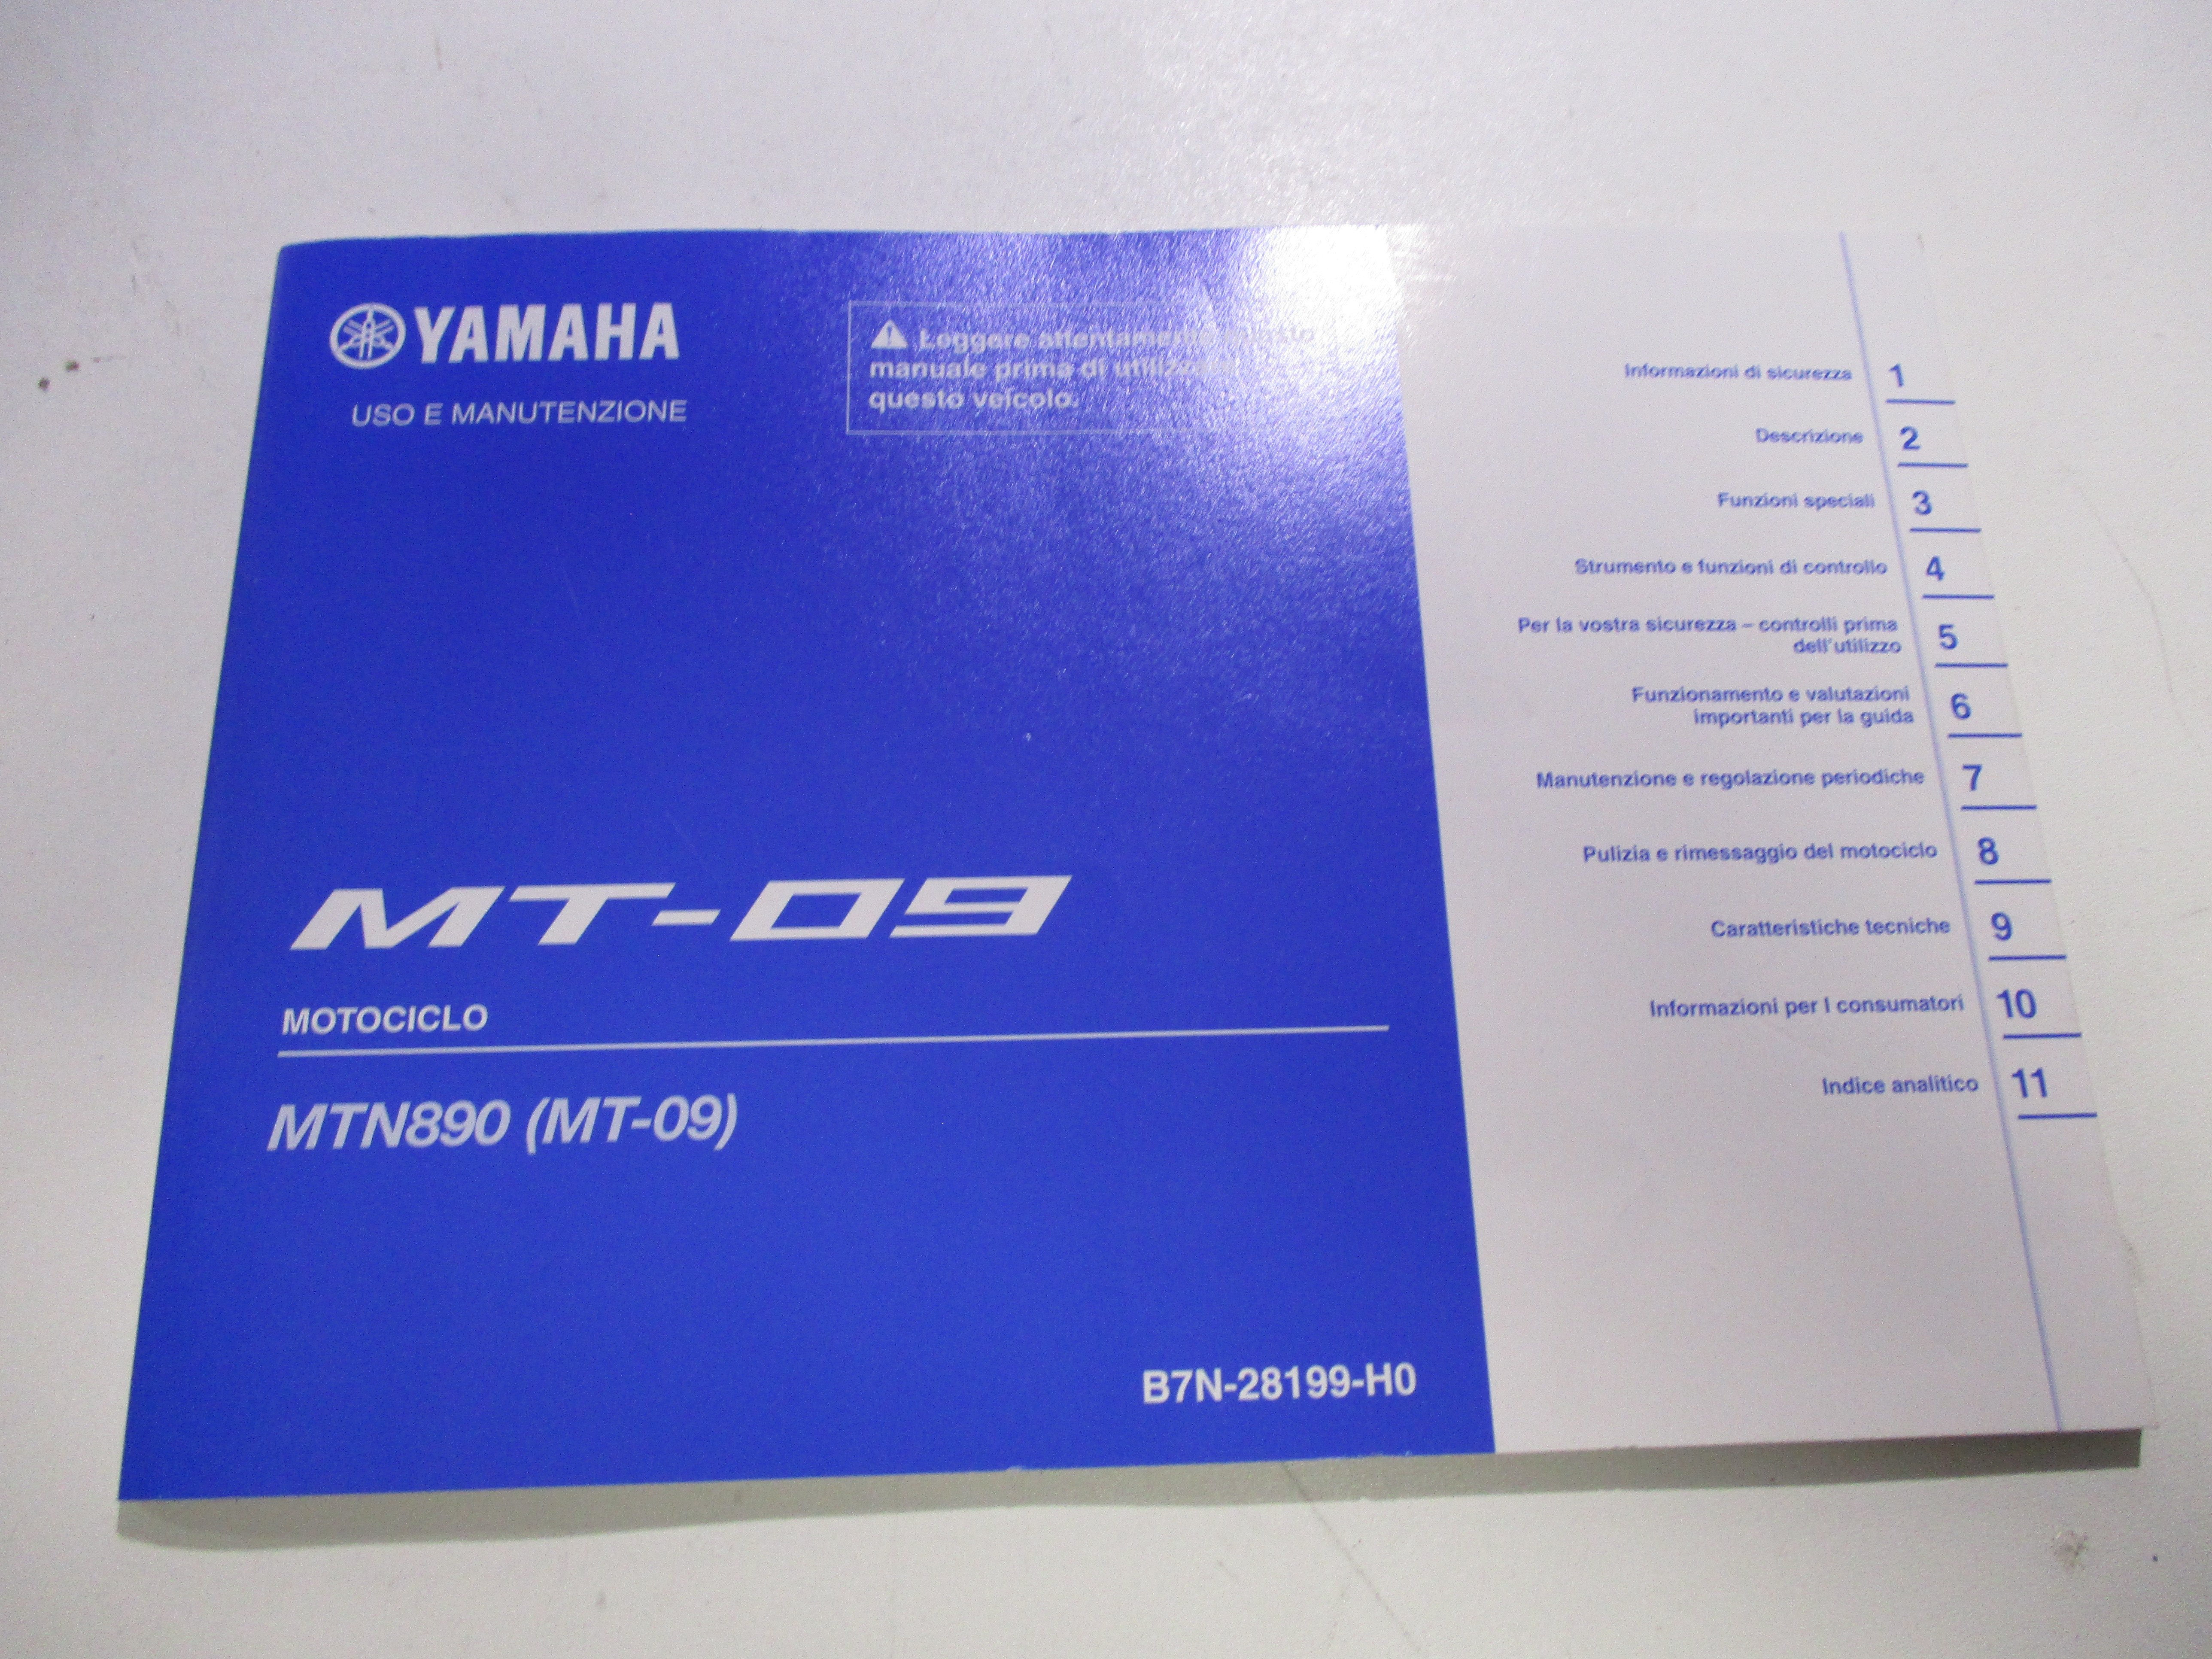 YAMAHA
USO E MANUTENZIONE
Leggere attentamente
manuale prima di
questo veicolo.
MT-09
MOTOCICLO
MTN890 (MT-09)
B7N-28199-H0
Informazioni di sicurezza 1
Descrizione 2
Funzioni speciali 3
Strumento e funzioni di controllo 4
Per la vostra sicurezza – controlli prima
dell'utilizzo 5
Funzionamento e valutazioni
importanti per la guida 6
Manutenzione e regolazione periodiche 7
Pulizia e rimessaggio del motociclo 8
Caratteristiche tecniche 9
Informazioni per I consumatori 10
Indice analitico 11